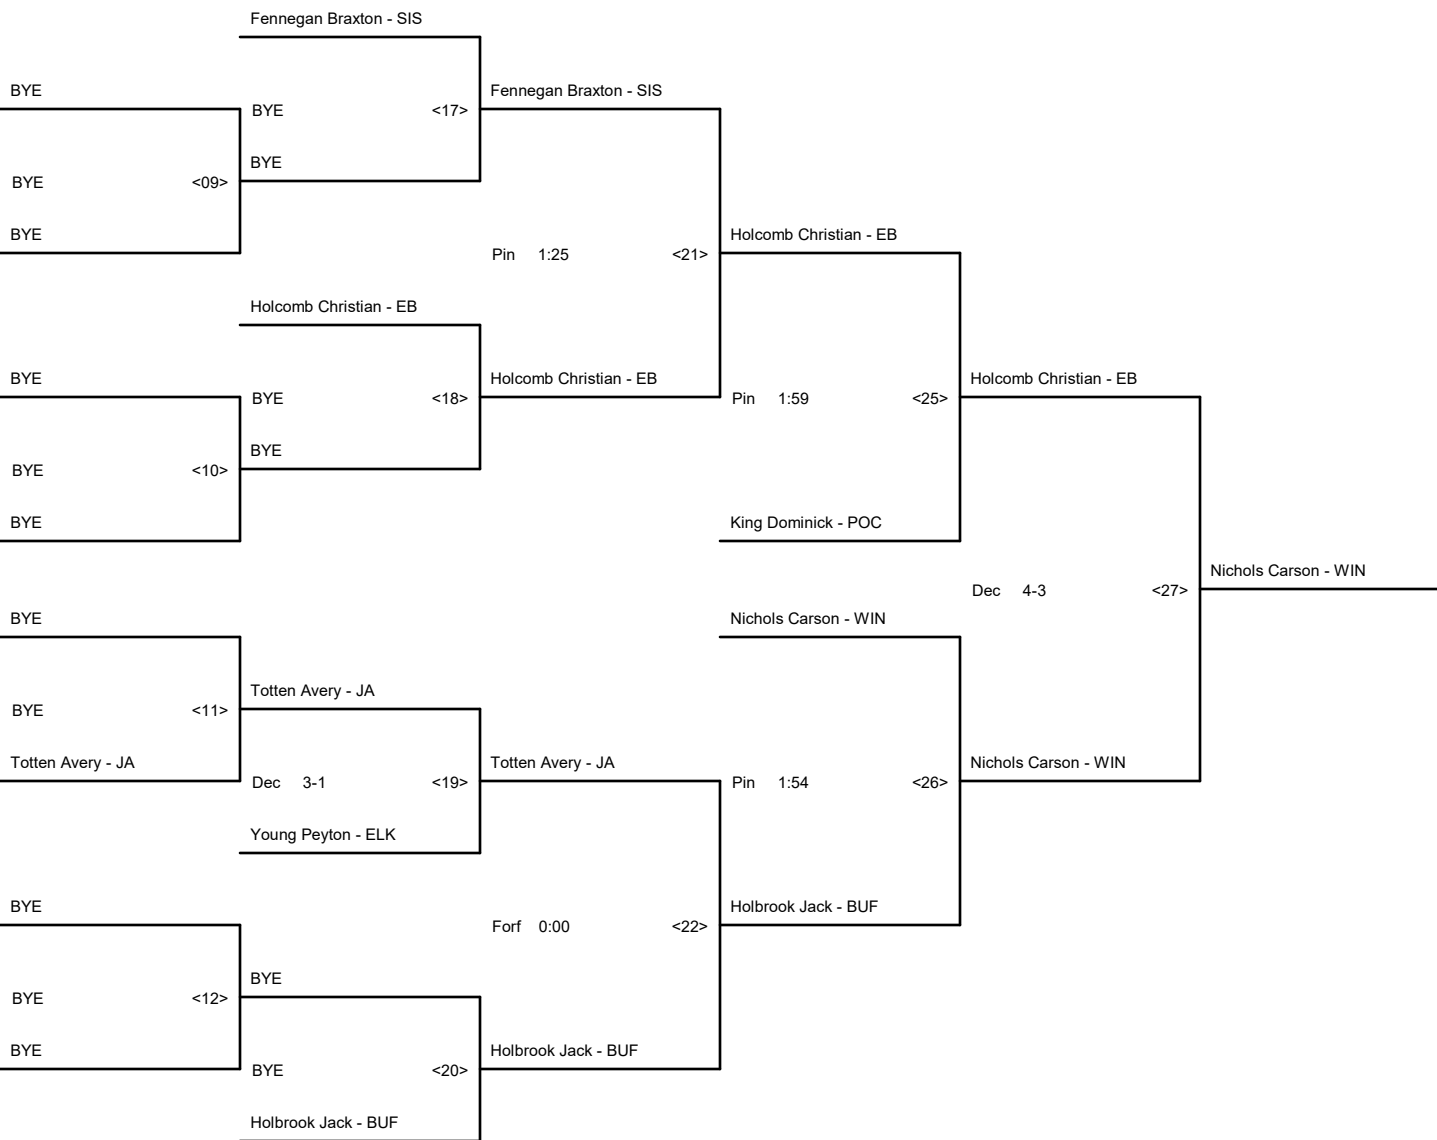 Fennegan Braxton - SIS
BYE
Fennegan Braxton - SIS
BYE <17>
BYE
BYE <09>
BYE
Holcomb Christian - EB
Pin 1:25 <21>
Holcomb Christian - EB
BYE
Holcomb Christian - EB
Holcomb Christian - EB
BYE <18>
Pin 1:59 <25>
BYE
BYE <10>
BYE
King Dominick - POC
Nichols Carson - WIN
Dec 4-3 <27>
BYE
Nichols Carson - WIN
Totten Avery - JA
BYE <11>
Totten Avery - JA
Totten Avery - JA
Nichols Carson - WIN
Dec 3-1 <19>
Pin 1:54 <26>
Young Peyton - ELK
BYE
Holbrook Jack - BUF
Forf 0:00 <22>
BYE
BYE <12>
BYE
Holbrook Jack - BUF
BYE <20>
Holbrook Jack - BUF